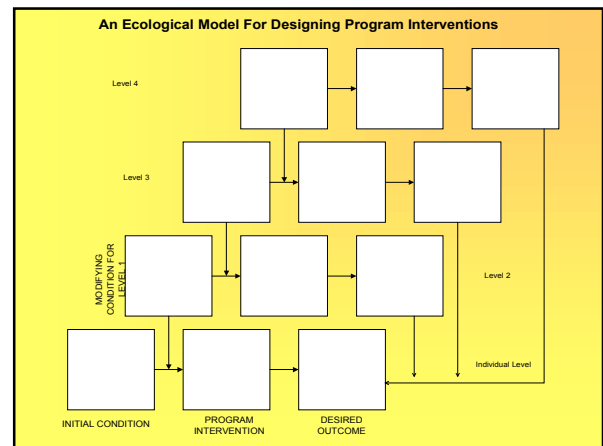 An Ecological Model For Designing Program Interventions
Level 4
Level 3
MODIFYING
CONDITION FOR
LEVEL 1
Level 2
Individual Level
INITIAL CONDITION
PROGRAM
INTERVENTION
DESIRED
OUTCOME